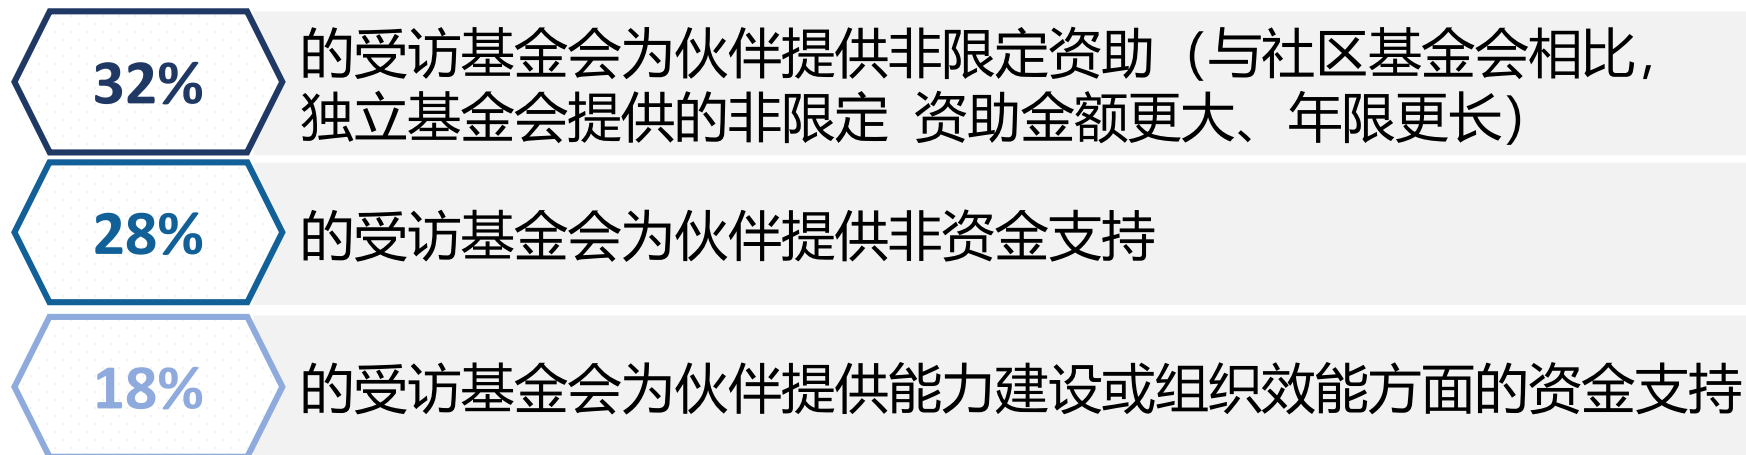 32%
的受访基金会为伙伴提供非限定资助（与社区基金会相比，
独立基金会提供的非限定 资助金额更大、年限更长）
28%
的受访基金会为伙伴提供非资金支持
18%
的受访基金会为伙伴提供能力建设或组织效能方面的资金支持